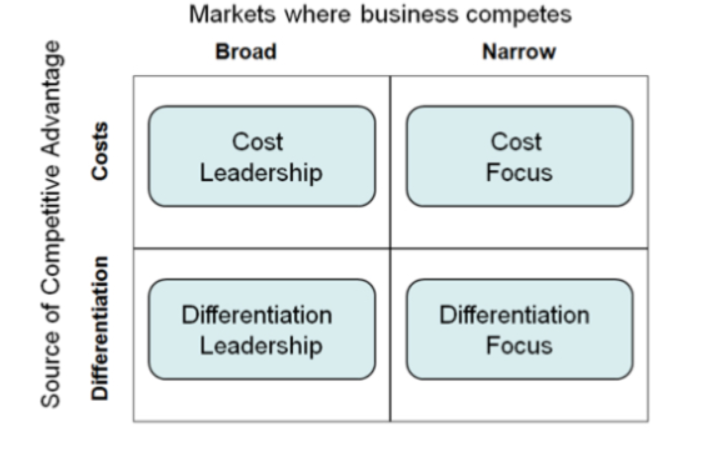 Markets where business competes
Broad
Narrow
Source of Competitive Advantage
Costs
Cost
Leadership
Cost
Focus
Differentiation
Differentiation
Leadership
Differentiation
Focus